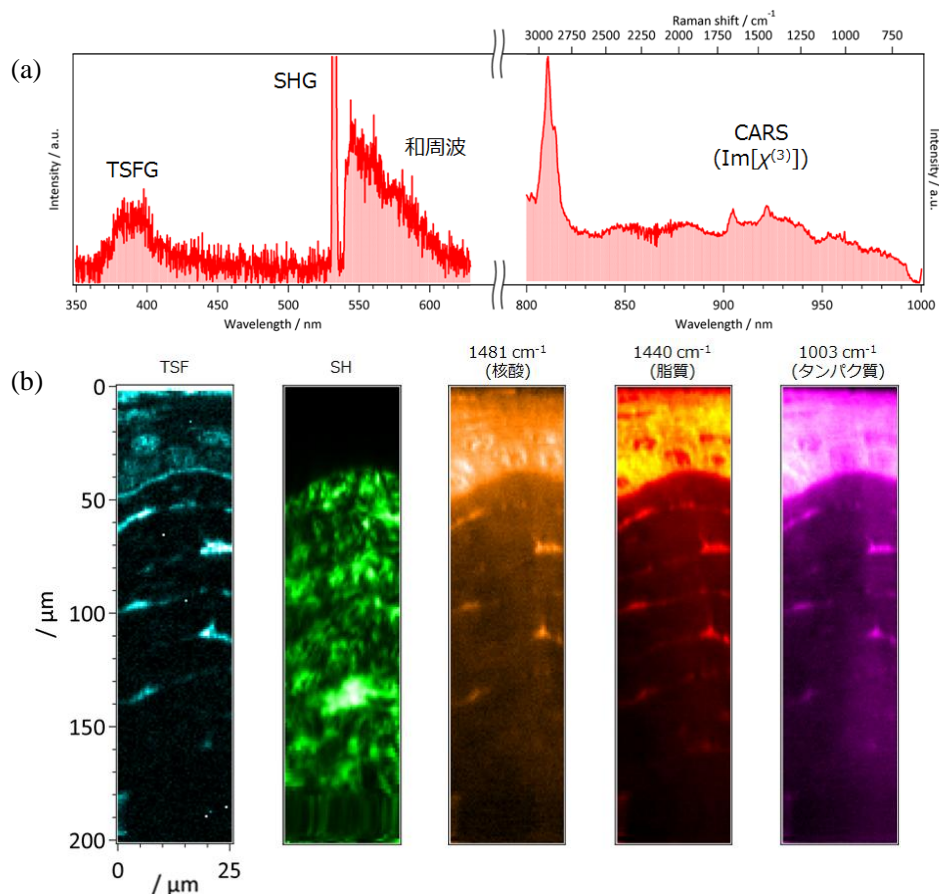 Raman shift / cm⁻¹
3000 2750 2500 2250 2000 1750 1500 1250 1000 750
(a)
SHG
和周波
TSFG
CARS
(Im[χ⁽³⁾])
Intensity / a.u.
Intensity / a.u.
350 400 450 500 550 600 800 850 900 950 1000
Wavelength / nm
Wavelength / nm
(b)
TSF
SH
1481 cm⁻¹
(核酸)
1440 cm⁻¹
(脂質)
1003 cm⁻¹
(タンパク質)
0
50
100
150
200
/ μm
0 25
/ μm